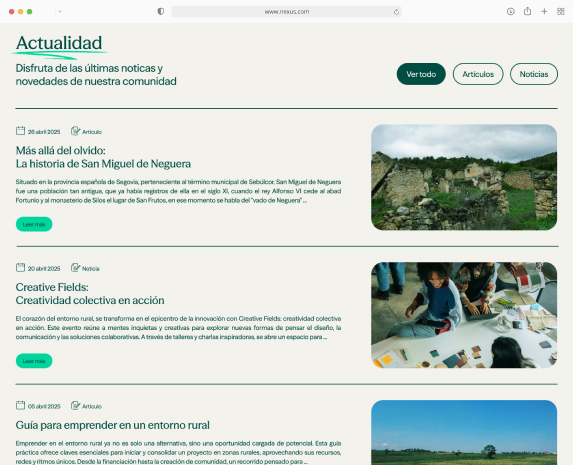 www.nexus.com
Actualidad
Disfruta de las últimas noticas y
novedades de nuestra comunidad
Ver todo
Artículos
Noticias
26 abril 2025
Artículo
Más allá del olvido:
La historia de San Miguel de Neguera
Situado en la provincia española de Segovia, perteneciente al término municipal de Sebúlcor, San Miguel de Neguera
fue una población tan antigua, que ya había registros de ella en el siglo XI, cuando el rey Alfonso VI cede al abad
Fortunio y al monasterio de Silos el lugar de San Frutos, en ese momento se habla del "vado de Neguera" ...
Leer más
20 abril 2025
Noticia
Creative Fields:
Creatividad colectiva en acción
El corazón del entorno rural, se transforma en el epicentro de la innovación con Creative Fields: creatividad colectiva
en acción. Este evento reúne a mentes inquietas y creativas para explorar nuevas formas de pensar el diseño, la
comunicación y las soluciones colaborativas. A través de talleres y charlas inspiradoras, se abre un espacio para ...
Leer más
05 abril 2025
Artículo
Guía para emprender en un entorno rural
Emprender en el entorno rural ya no es solo una alternativa, sino una oportunidad cargada de potencial. Esta guía
práctica ofrece claves esenciales para iniciar y consolidar un proyecto en zonas rurales, aprovechando sus recursos,
redes y ritmos únicos. Desde la financiación hasta la creación de comunidad, un recorrido pensado para ...